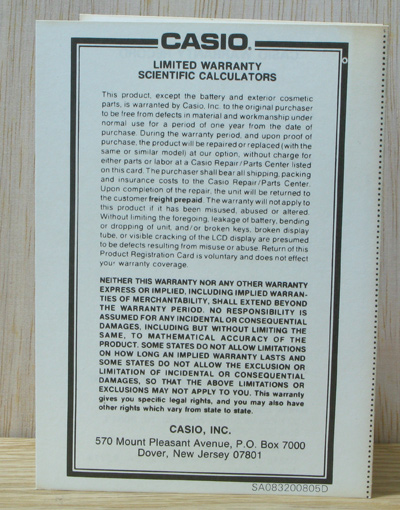 CASIO®
LIMITED WARRANTY
SCIENTIFIC CALCULATORS
This product, except the battery and exterior cosmetic
parts, is warranted by Casio, Inc. to the original purchaser
to be free from defects in material and workmanship under
normal use for a period of one year from the date of
purchase. During the warranty period, and upon proof of
purchase, the product will be repaired or replaced (with the
same or similar model) at our option, without charge for
either parts or labor at a Casio Repair/Parts Center listed
on this card. The purchaser shall bear all shipping, packing
and insurance costs to the Casio Repair/Parts Center.
Upon completion of the repair, the unit will be returned to
the customer freight prepaid. The warranty will not apply to
this product if it has been misused, abused or altered.
Without limiting the foregoing, leakage of battery, bending
or dropping of unit, and/or broken keys, broken display
tube, or visible cracking of the LCD display are presumed
to be defects resulting from misuse or abuse. Return of this
Product Registration Card is voluntary and does not effect
your warranty coverage.
NEITHER THIS WARRANTY NOR ANY OTHER WARRANTY
EXPRESS OR IMPLIED, INCLUDING IMPLIED WARRAN-
TIES OF MERCHANTABILITY, SHALL EXTEND BEYOND
THE WARRANTY PERIOD. NO RESPONSIBILITY IS
ASSUMED FOR ANY INCIDENTAL OR CONSEQUENTIAL
DAMAGES, INCLUDING BUT WITHOUT LIMITING THE
SAME, TO MATHEMATICAL ACCURACY OF THE
PRODUCT. SOME STATES DO NOT ALLOW LIMITATIONS
ON HOW LONG AN IMPLIED WARRANTY LASTS AND
SOME STATES DO NOT ALLOW THE EXCLUSION OR
LIMITATION OF INCIDENTAL OR CONSEQUENTIAL
DAMAGES, SO THAT THE ABOVE LIMITATIONS OR
EXCLUSIONS MAY NOT APPLY TO YOU. This warranty
gives you specific legal rights, and you may also have
other rights which vary from state to state.
CASIO, INC.
570 Mount Pleasant Avenue, P.O. Box 7000
Dover, New Jersey 07801
SA083200805D